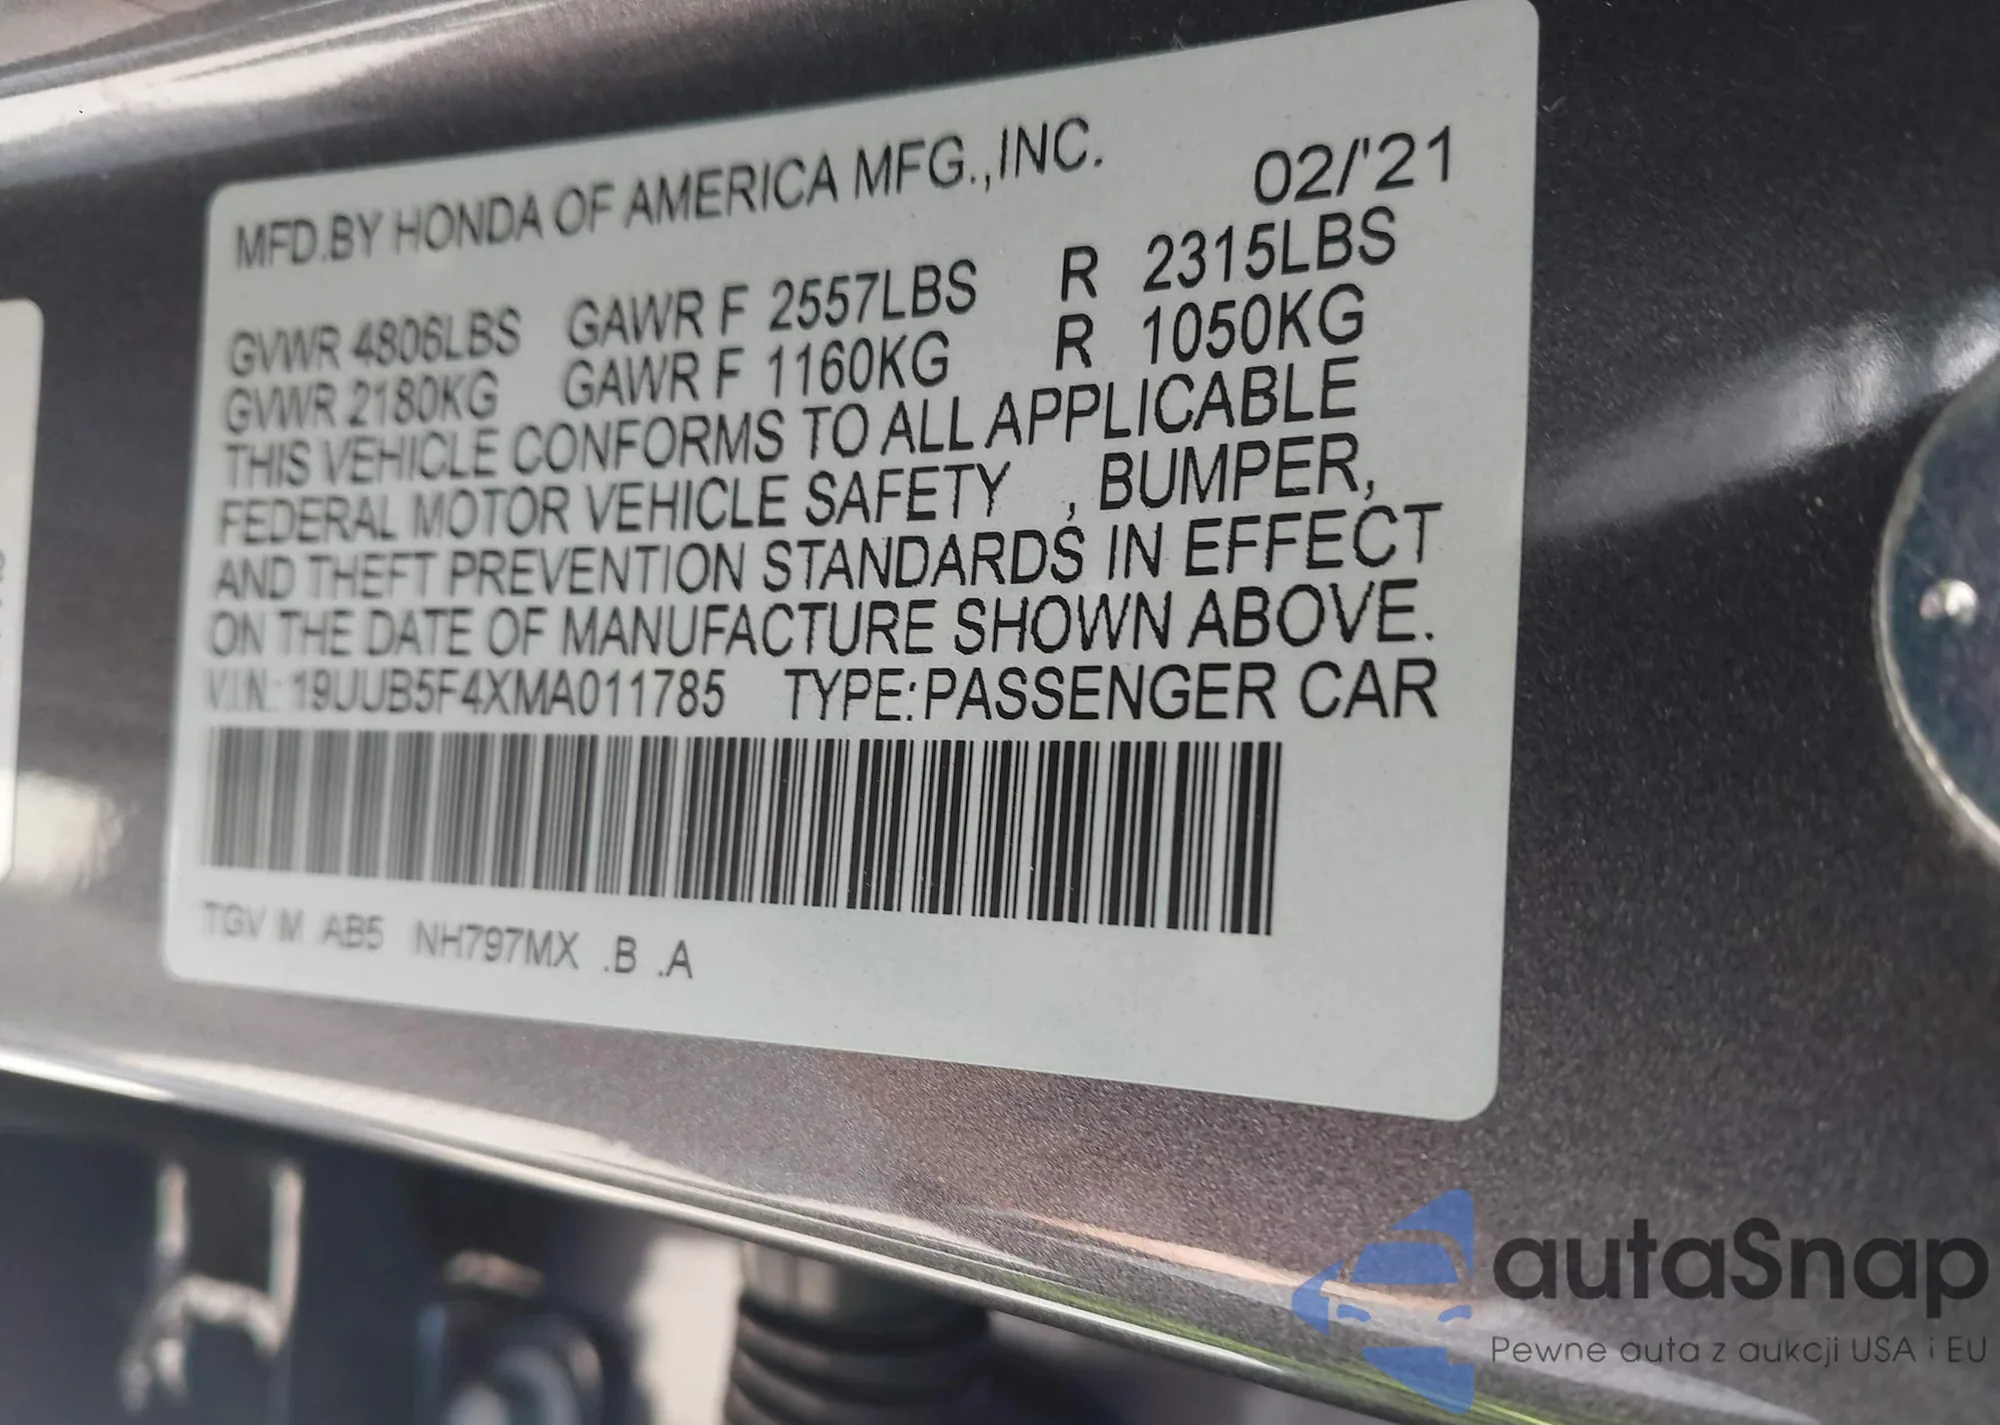 MFD.BY HONDA OF AMERICA MFG.,INC. 02/'21
GVWR 4806LBS GAWR F 2557LBS R 2315LBS
GVWR 2180KG GAWR F 1160KG R 1050KG
THIS VEHICLE CONFORMS TO ALL APPLICABLE
FEDERAL MOTOR VEHICLE SAFETY , BUMPER,
AND THEFT PREVENTION STANDARDS IN EFFECT
ON THE DATE OF MANUFACTURE SHOWN ABOVE.
V.I.N: 19UUB5F4XMA011785 TYPE:PASSENGER CAR
TGV M AB5 NH797MX .B .A
autaSnap
Pewne auta z aukcji USA i EU